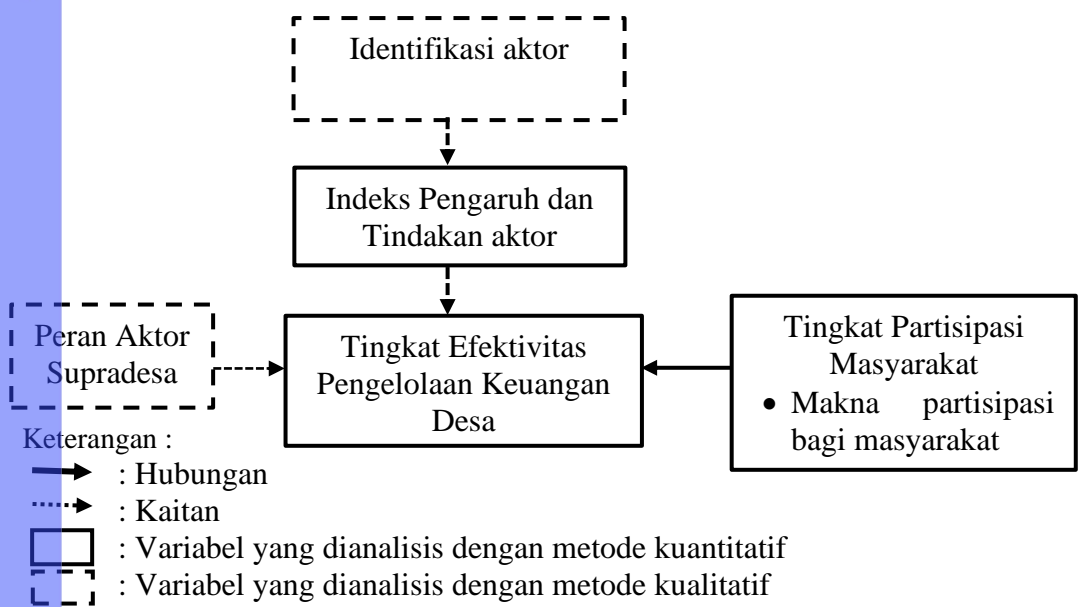 Identifikasi aktor
Indeks Pengaruh dan
Tindakan aktor
Peran Aktor
Supradesa
Tingkat Efektivitas
Pengelolaan Keuangan
Desa
Tingkat Partisipasi
Masyarakat
• Makna partisipasi
bagi masyarakat
Keterangan :
: Hubungan
: Kaitan
: Variabel yang dianalisis dengan metode kuantitatif
: Variabel yang dianalisis dengan metode kualitatif